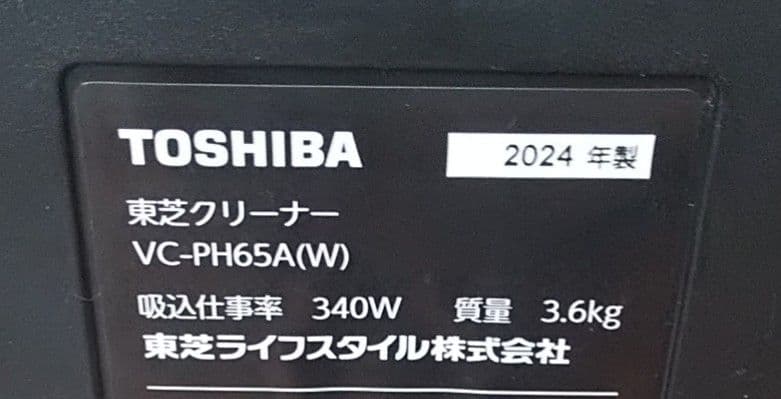 TOSHIBA 2024 年製
東芝クリーナー
VC-PH65A(W)
吸込仕事率 340W 質量 3.6kg
東芝ライフスタイル株式会社